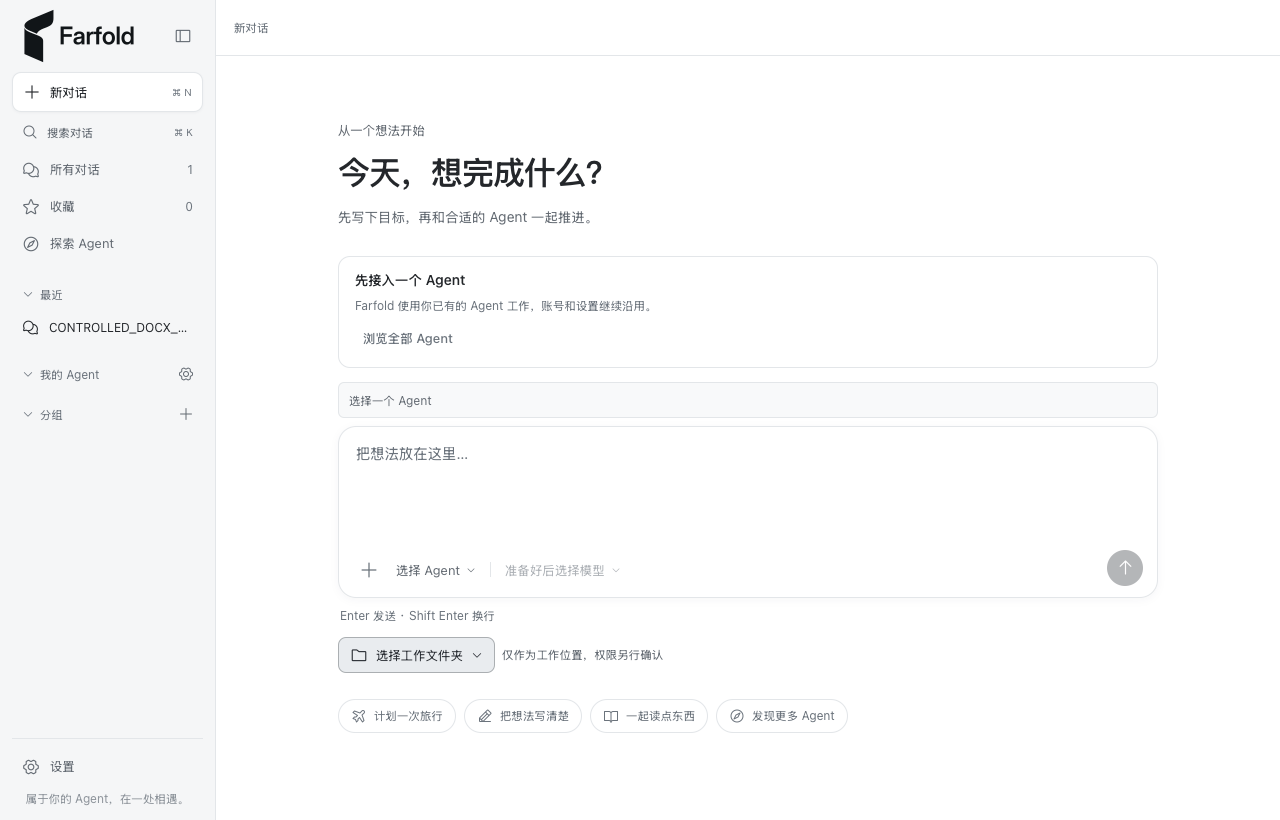 Farfold
新对话 ⌘ N
搜索对话 ⌘ K
所有对话 1
收藏 0
探索 Agent
最近
CONTROLLED_DOCX_...
我的 Agent
分组
设置
属于你的 Agent，在一处相遇。
新对话
从一个想法开始
今天，想完成什么?
先写下目标，再和合适的 Agent 一起推进。
先接入一个 Agent
Farfold 使用你已有的 Agent 工作，账号和设置继续沿用。
浏览全部 Agent
选择一个 Agent
把想法放在这里...
选择 Agent 准备好后选择模型
Enter 发送 · Shift Enter 换行
选择工作文件夹 仅作为工作位置，权限另行确认
计划一次旅行 把想法写清楚 一起读点东西 发现更多 Agent